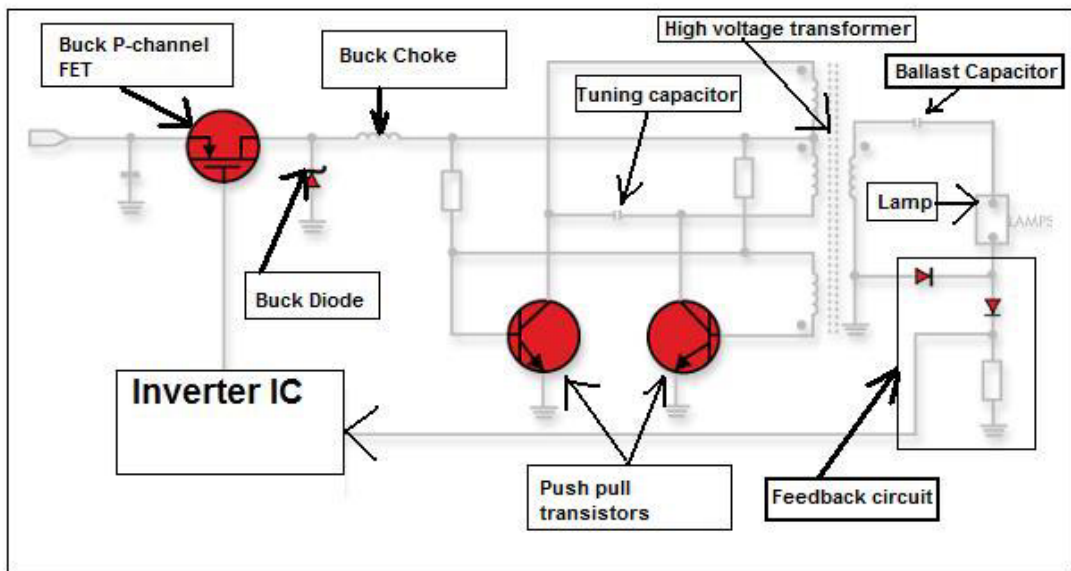 Buck P-channel
FET
Buck Choke
High voltage transformer
Tuning capacitor
Ballast Capacitor
Lamp
LAMPS
Buck Diode
Inverter IC
Push pull
transistors
Feedback circuit